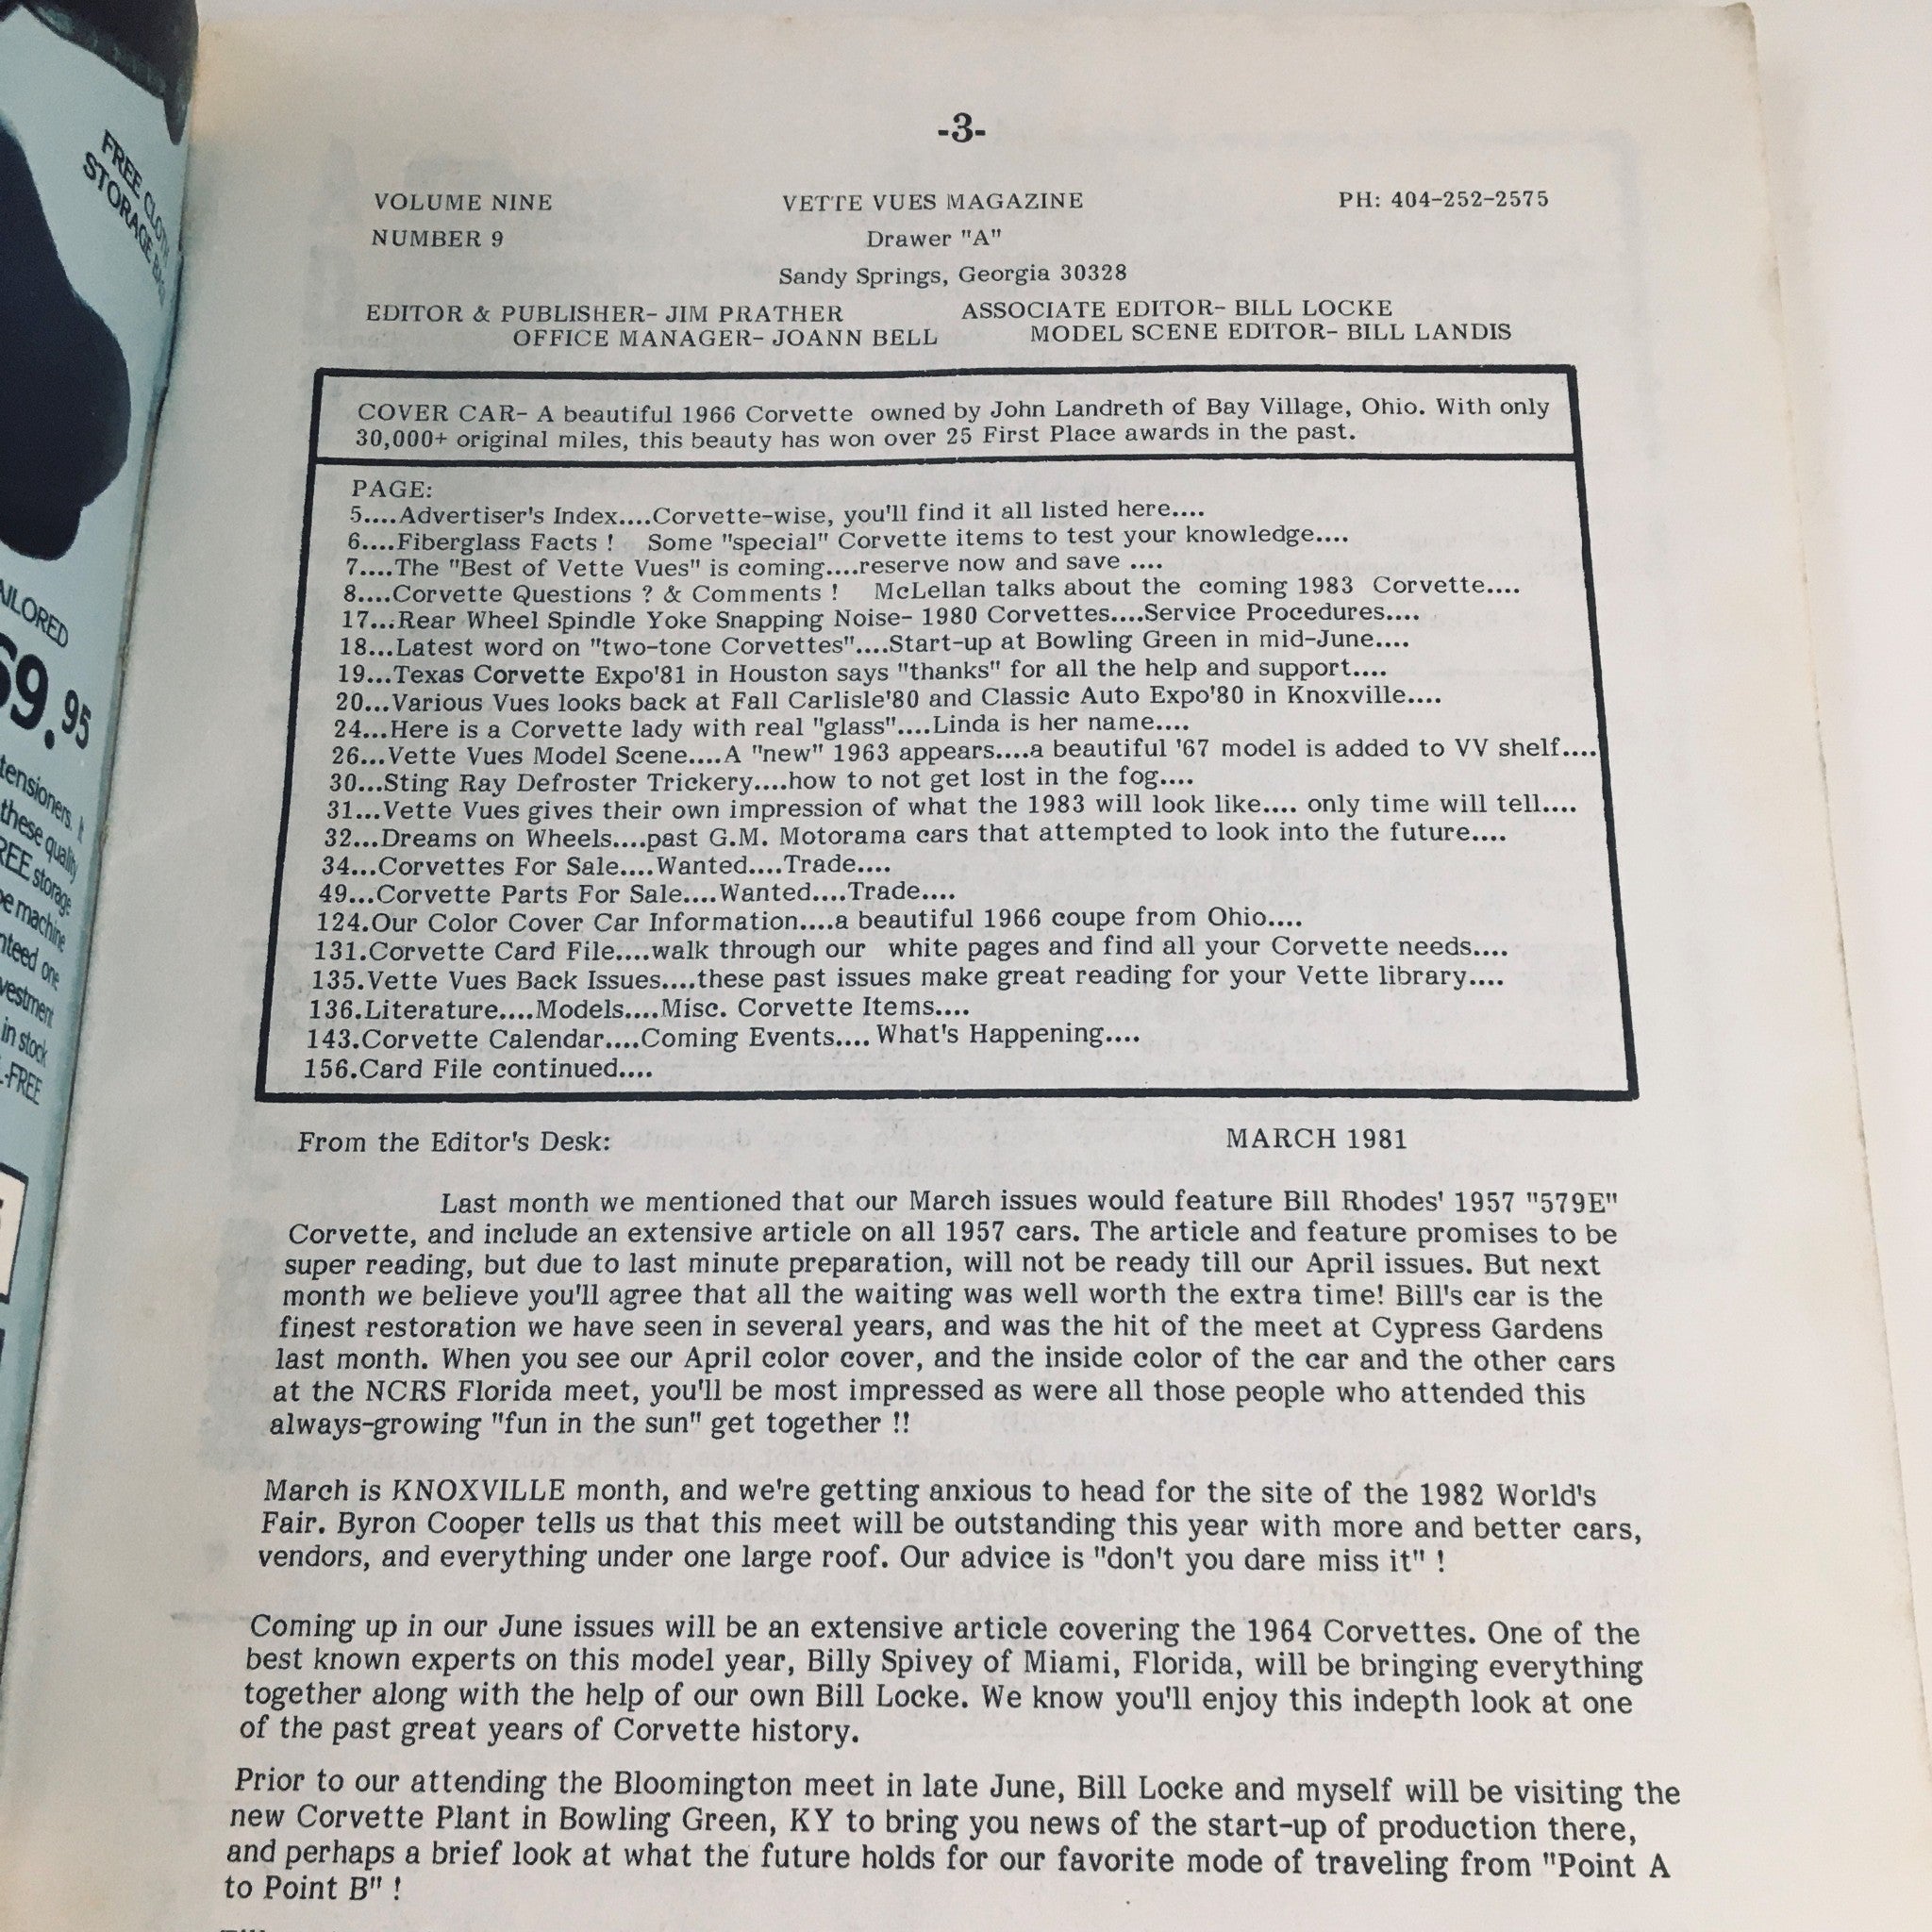 FREE CLOTH
STORAGE
AILORED
69.95
tensioners. It
these quality
REE storage
be machine
nteed one
vestment
in stock
L-FREE
-3-
VOLUME NINE VETTE VUES MAGAZINE PH: 404-252-2575
NUMBER 9 Drawer "A"
Sandy Springs, Georgia 30328
EDITOR & PUBLISHER- JIM PRATHER ASSOCIATE EDITOR- BILL LOCKE
OFFICE MANAGER- JOANN BELL MODEL SCENE EDITOR- BILL LANDIS
COVER CAR- A beautiful 1966 Corvette owned by John Landreth of Bay Village, Ohio. With only
30,000+ original miles, this beauty has won over 25 First Place awards in the past.
PAGE:
5....Advertiser's Index....Corvette-wise, you'll find it all listed here....
6....Fiberglass Facts ! Some "special" Corvette items to test your knowledge....
7....The "Best of Vette Vues" is coming....reserve now and save ....
8....Corvette Questions ? & Comments ! McLellan talks about the coming 1983 Corvette....
17...Rear Wheel Spindle Yoke Snapping Noise- 1980 Corvettes....Service Procedures....
18...Latest word on "two-tone Corvettes"....Start-up at Bowling Green in mid-June....
19...Texas Corvette Expo'81 in Houston says "thanks" for all the help and support....
20...Various Vues looks back at Fall Carlisle'80 and Classic Auto Expo'80 in Knoxville....
24...Here is a Corvette lady with real "glass"....Linda is her name....
26...Vette Vues Model Scene....A "new" 1963 appears....a beautiful '67 model is added to VV shelf....
30...Sting Ray Defroster Trickery....how to not get lost in the fog....
31...Vette Vues gives their own impression of what the 1983 will look like.... only time will tell....
32...Dreams on Wheels....past G.M. Motorama cars that attempted to look into the future....
34...Corvettes For Sale....Wanted....Trade....
49...Corvette Parts For Sale....Wanted....Trade....
124.Our Color Cover Car Information....a beautiful 1966 coupe from Ohio....
131.Corvette Card File....walk through our white pages and find all your Corvette needs....
135.Vette Vues Back Issues....these past issues make great reading for your Vette library....
136.Literature....Models....Misc. Corvette Items....
143.Corvette Calendar....Coming Events.... What's Happening....
156.Card File continued....
From the Editor's Desk: MARCH 1981
Last month we mentioned that our March issues would feature Bill Rhodes' 1957 "579E"
Corvette, and include an extensive article on all 1957 cars. The article and feature promises to be
super reading, but due to last minute preparation, will not be ready till our April issues. But next
month we believe you'll agree that all the waiting was well worth the extra time! Bill's car is the
finest restoration we have seen in several years, and was the hit of the meet at Cypress Gardens
last month. When you see our April color cover, and the inside color of the car and the other cars
at the NCRS Florida meet, you'll be most impressed as were all those people who attended this
always-growing "fun in the sun" get together !!
March is KNOXVILLE month, and we're getting anxious to head for the site of the 1982 World's
Fair. Byron Cooper tells us that this meet will be outstanding this year with more and better cars,
vendors, and everything under one large roof. Our advice is "don't you dare miss it" !
Coming up in our June issues will be an extensive article covering the 1964 Corvettes. One of the
best known experts on this model year, Billy Spivey of Miami, Florida, will be bringing everything
together along with the help of our own Bill Locke. We know you'll enjoy this indepth look at one
of the past great years of Corvette history.
Prior to our attending the Bloomington meet in late June, Bill Locke and myself will be visiting the
new Corvette Plant in Bowling Green, KY to bring you news of the start-up of production there,
and perhaps a brief look at what the future holds for our favorite mode of traveling from "Point A
to Point B" !